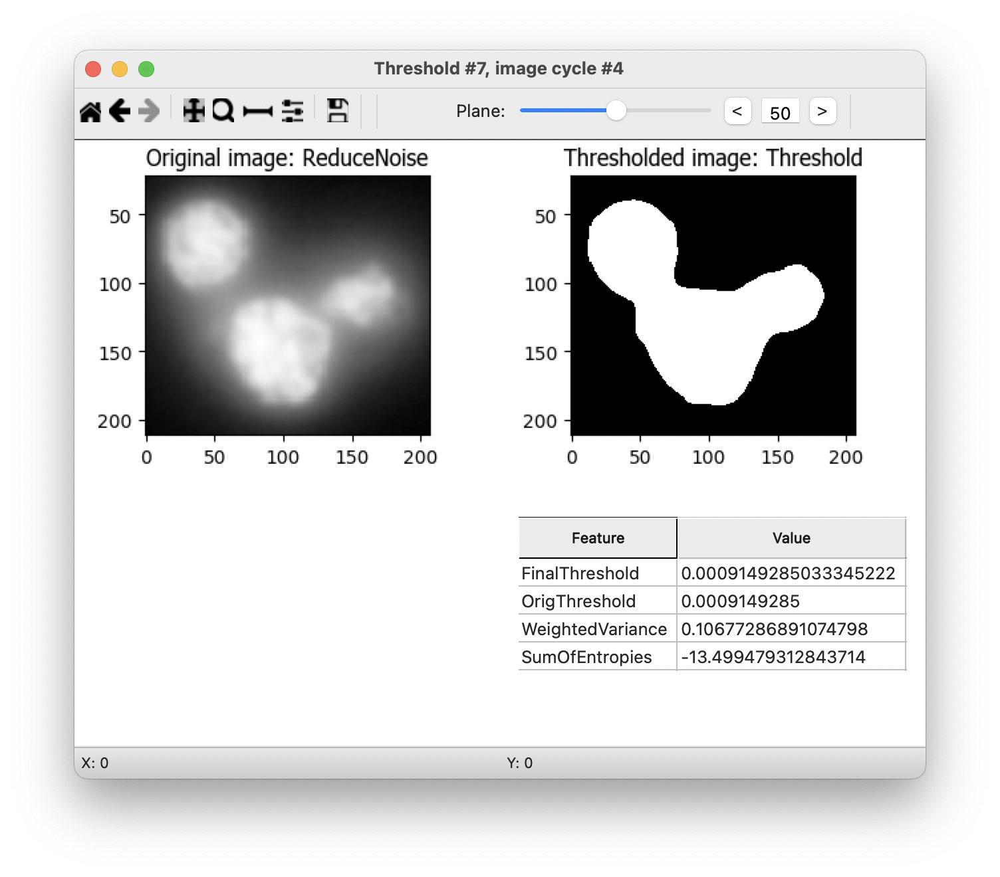 Threshold #7, image cycle #4
Plane: < 50 >
Original image: ReduceNoise
50
100
150
200
0 50 100 150 200
Thresholded image: Threshold
50
100
150
200
0 50 100 150 200
Feature Value
FinalThreshold 0.0009149285033345222
OrigThreshold 0.0009149285
WeightedVariance 0.10677286891074798
SumOfEntropies -13.499479312843714
X: 0 Y: 0